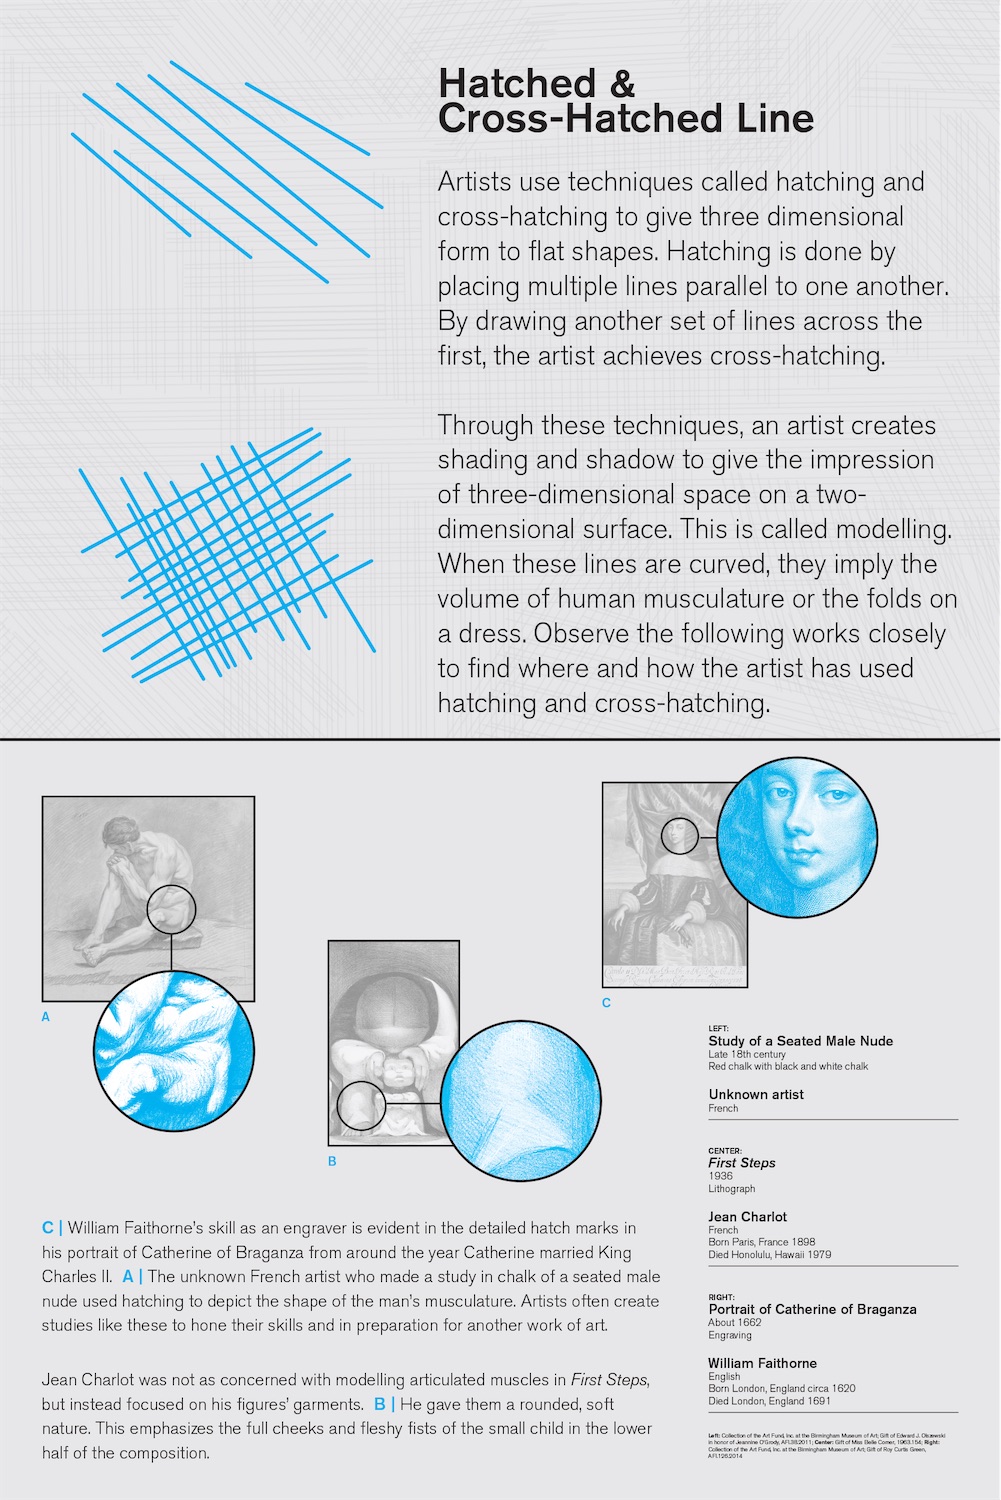 Hatched &
Cross-Hatched Line
Artists use techniques called hatching and
cross-hatching to give three dimensional
form to flat shapes. Hatching is done by
placing multiple lines parallel to one another.
By drawing another set of lines across the
first, the artist achieves cross-hatching.
Through these techniques, an artist creates
shading and shadow to give the impression
of three-dimensional space on a two-
dimensional surface. This is called modelling.
When these lines are curved, they imply the
volume of human musculature or the folds on
a dress. Observe the following works closely
to find where and how the artist has used
hatching and cross-hatching.
A
B
C
C | William Faithorne's skill as an engraver is evident in the detailed hatch marks in
his portrait of Catherine of Braganza from around the year Catherine married King
Charles II. A | The unknown French artist who made a study in chalk of a seated male
nude used hatching to depict the shape of the man's musculature. Artists often create
studies like these to hone their skills and in preparation for another work of art.
Jean Charlot was not as concerned with modelling articulated muscles in First Steps,
but instead focused on his figures' garments. B | He gave them a rounded, soft
nature. This emphasizes the full cheeks and fleshy fists of the small child in the lower
half of the composition.
LEFT:
Study of a Seated Male Nude
Late 18th century
Red chalk with black and white chalk
Unknown artist
French
CENTER:
First Steps
1936
Lithograph
Jean Charlot
French
Born Paris, France 1898
Died Honolulu, Hawaii 1979
RIGHT:
Portrait of Catherine of Braganza
About 1662
Engraving
William Faithorne
English
Born London, England circa 1620
Died London, England 1691
Left: Collection of the Art Fund, Inc. at the Birmingham Museum of Art; Gift of Edward J. Olszewski
in honor of Jeannine O'Grody, AFI.38.2011; Center: Gift of Miss Belle Comer, 1963.154; Right:
Collection of the Art Fund, Inc. at the Birmingham Museum of Art; Gift of Roy Curtis Green,
AFI.126.2014